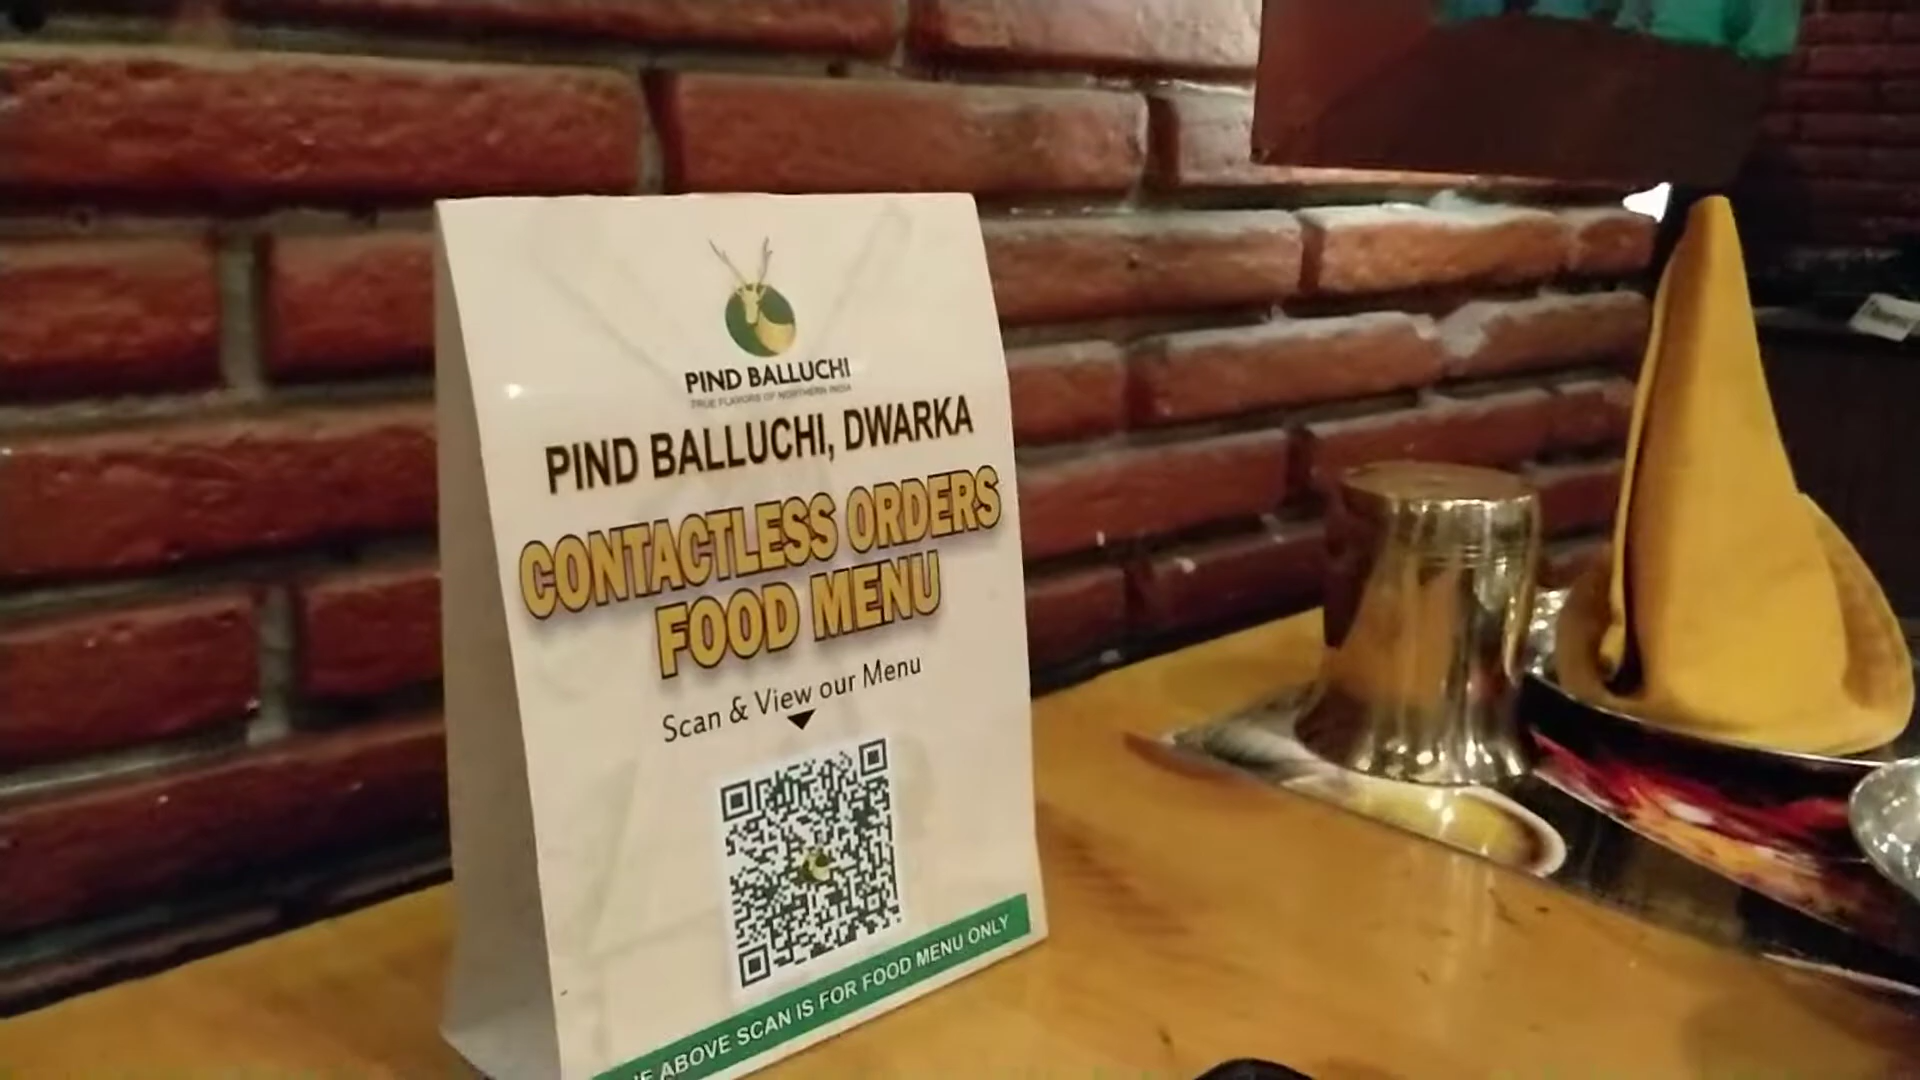 PIND BALLUCHI
TRUE FLAVORS OF NORTHERN INDIA
PIND BALLUCHI, DWARKA
CONTACTLESS ORDERS
FOOD MENU
Scan & View our Menu
ABOVE SCAN IS FOR FOOD MENU ONLY